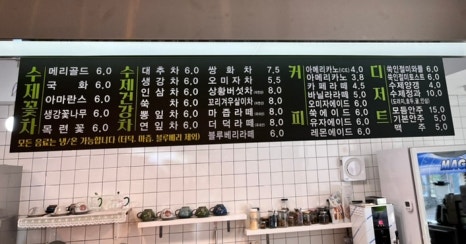 수제꽃차
메리골드 6,0
국 화 6,0
아마란스 6,0
생강꽃나무 6,0
목 련 꽃 6,0
수제건강차
대 추 차 6,0
생 강 차 6,0
인 삼 차 6,0
쑥 차 6,0
뽕 잎 차 6,0
연 잎 차 6,0
쌍 화 차 7,5
오 미 자 차 5,5
상황버섯차 8,0
꼬리겨우살이차 8,0
마 즙 라 떼 8,0
더 덕 라 떼 8,0
블루베리라떼 8,0
커피
아메리카노 4,0
아메리카노 3,8
카 페 라 떼 4,5
바닐라라떼 5,0
오미자에이드 6,0
쑥 에 이 드 6,0
유자에이드 6,0
레몬에이드 6,0
디저트
쑥인절미와플 6,0
쑥인절미토스트 6,0
수제양갱 4,0
수제정과 10,0
모듬안주 15,0
기본안주 10,0
맥 주 5,0
모든 음료는 냉/온 가능합니다 (더덕, 마즙, 블루베리 제외)